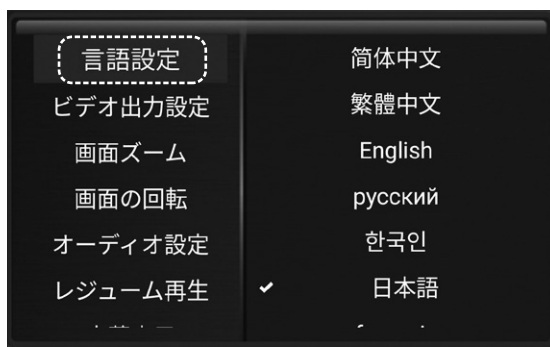 言語設定
ビデオ出力設定
画面ズーム
画面の回転
オーディオ設定
レジューム再生
简体中文
繁體中文
English
русский
한국인
✓ 日本語